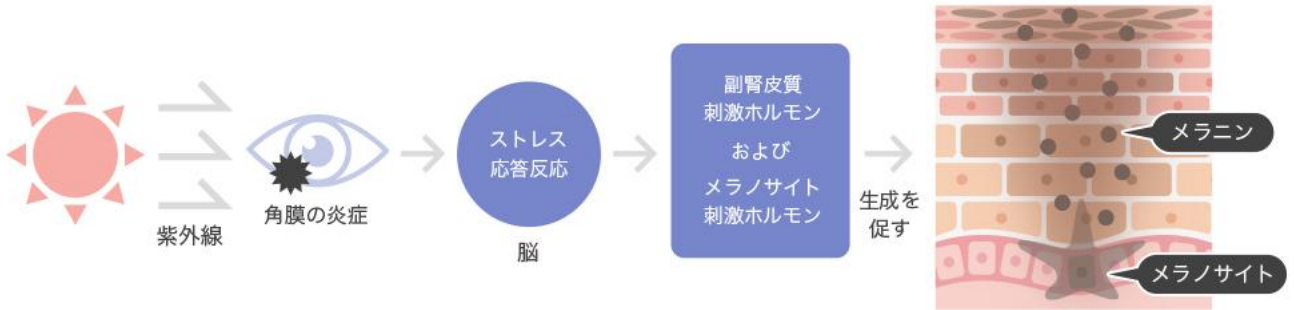 紫外線
角膜の炎症
ストレス
応答反応
脳
副腎皮質
刺激ホルモン
および
メラノサイト
刺激ホルモン
生成を
促す
メラニン
メラノサイト